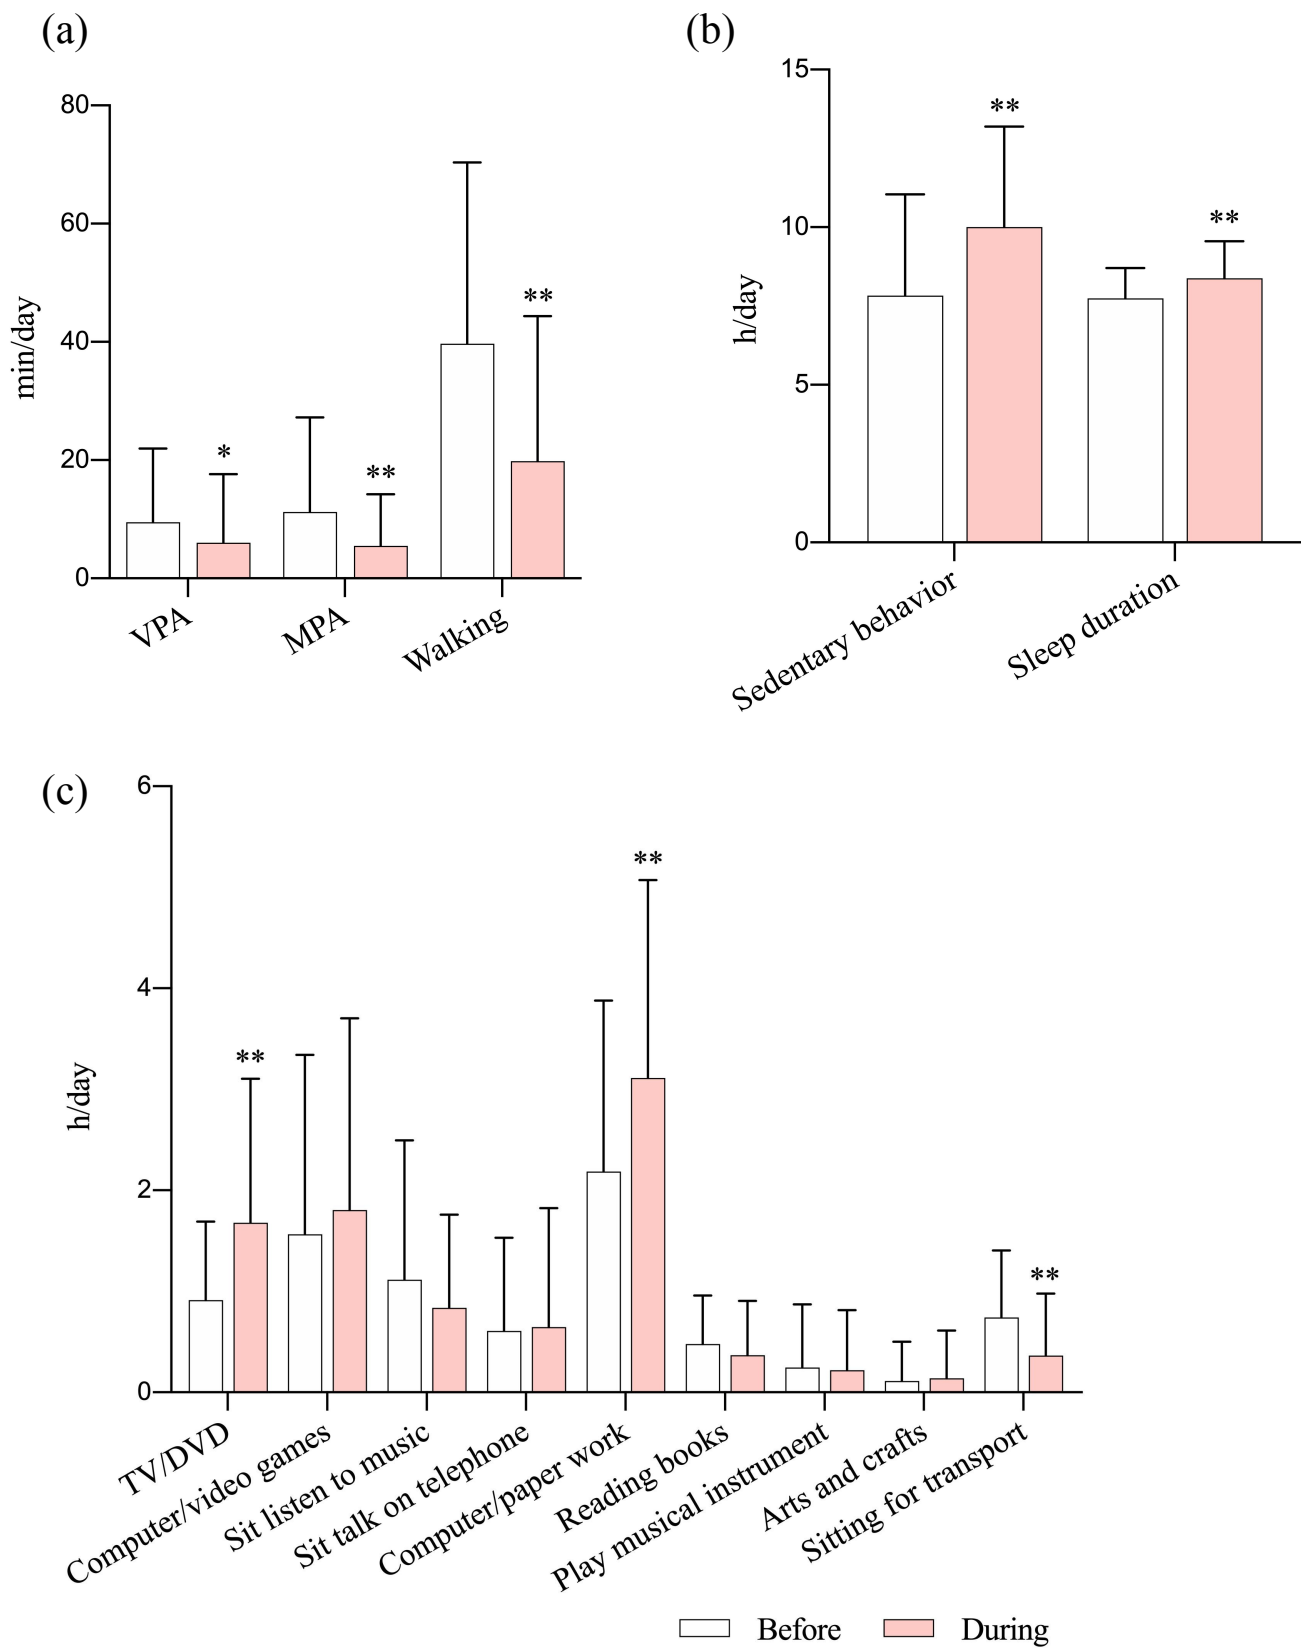 (a)
80
60
40
20
0
min/day
*
**
**
VPA
MPA
Walking
(b)
15
10
5
0
h/day
**
**
Sedentary behavior
Sleep duration
(c)
6
4
2
0
h/day
**
**
**
TV/DVD
Computer/video games
Sit listen to music
Sit talk on telephone
Computer/paper work
Reading books
Play musical instrument
Arts and crafts
Sitting for transport
Before
During